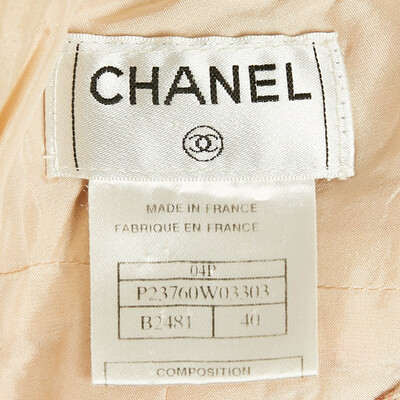 CHANEL
MADE IN FRANCE
FABRIQUE EN FRANCE
04P
P23760W03303
B2481 40
COMPOSITION